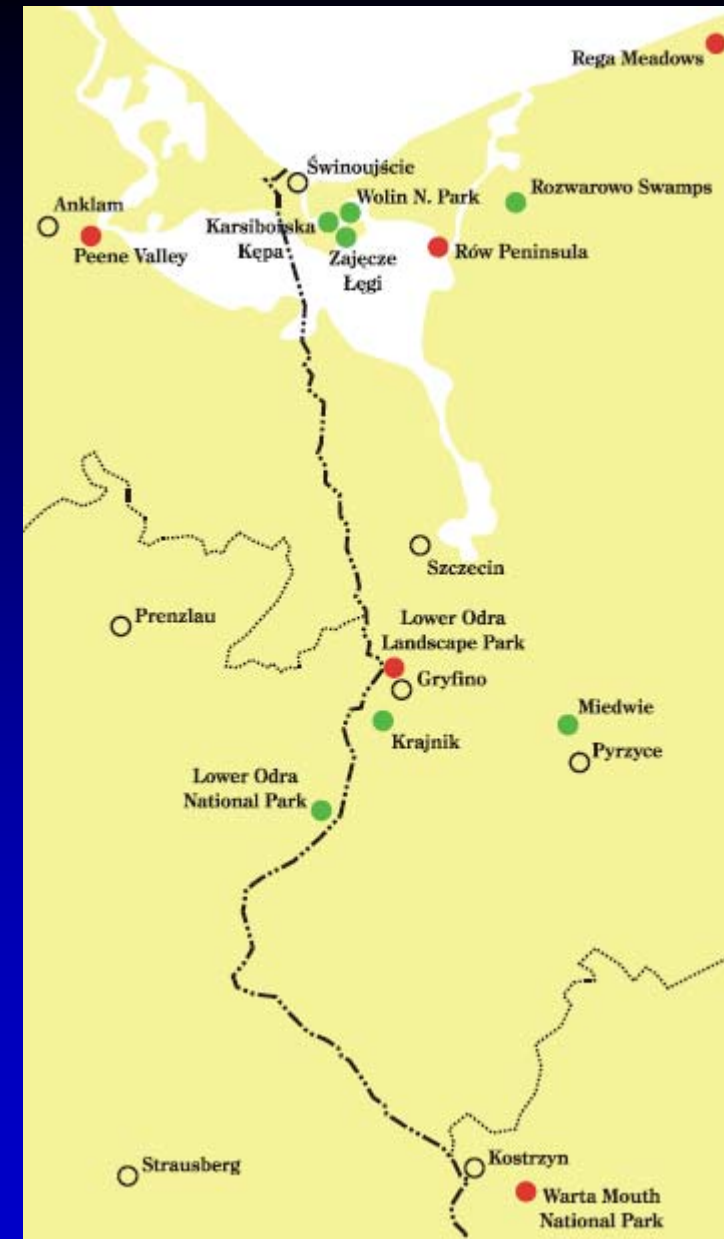 Rega Meadows
Świnoujście
Wolin N. Park
Rozwarowo Swamps
Anklam
Karsiborska
Kępa
Peene Valley
Zajęcze
Łęgi
Rów Peninsula
Szczecin
Prenzlau
Lower Odra
Landscape Park
Gryfino
Miedwie
Krajnik
Pyrzyce
Lower Odra
National Park
Kostrzyn
Strausberg
Warta Mouth
National Park